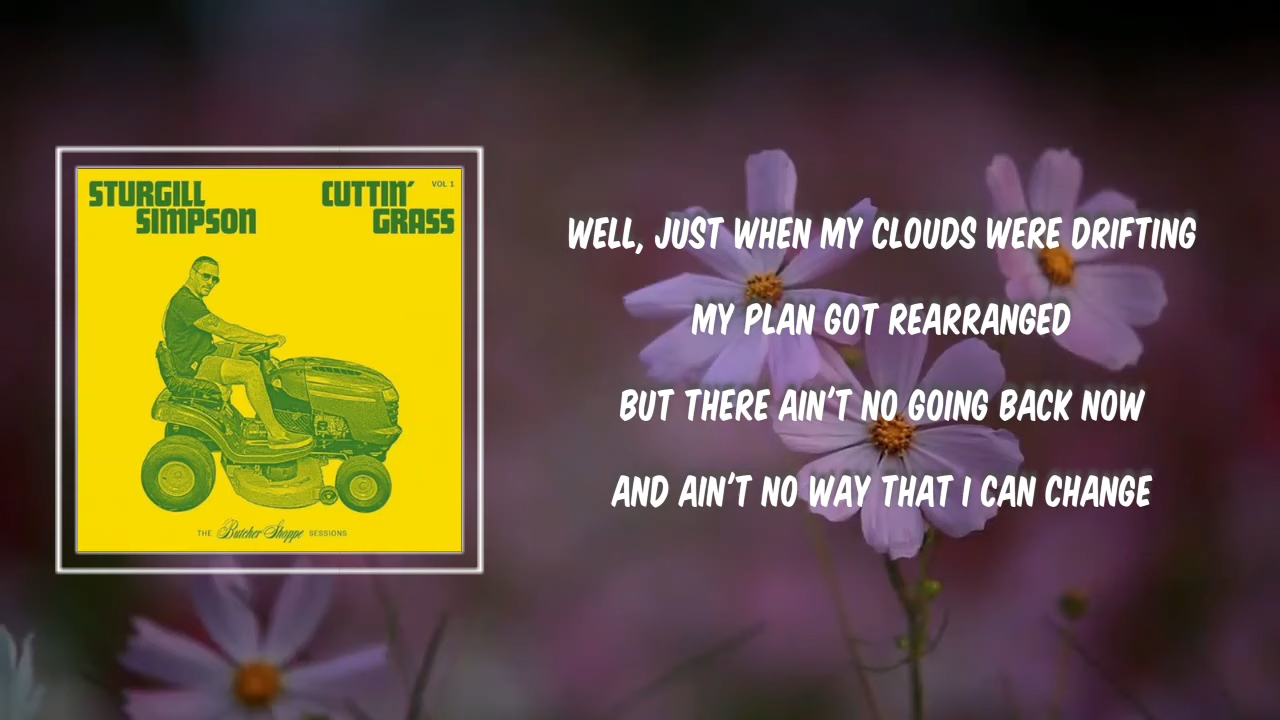 STURGILL
SIMPSON
CUTTIN'
GRASS
VOL 1
THE Butcher Shoppe SESSIONS
WELL, JUST WHEN MY CLOUDS WERE DRIFTING
MY PLAN GOT REARRANGED
BUT THERE AIN'T NO GOING BACK NOW
AND AIN'T NO WAY THAT I CAN CHANGE